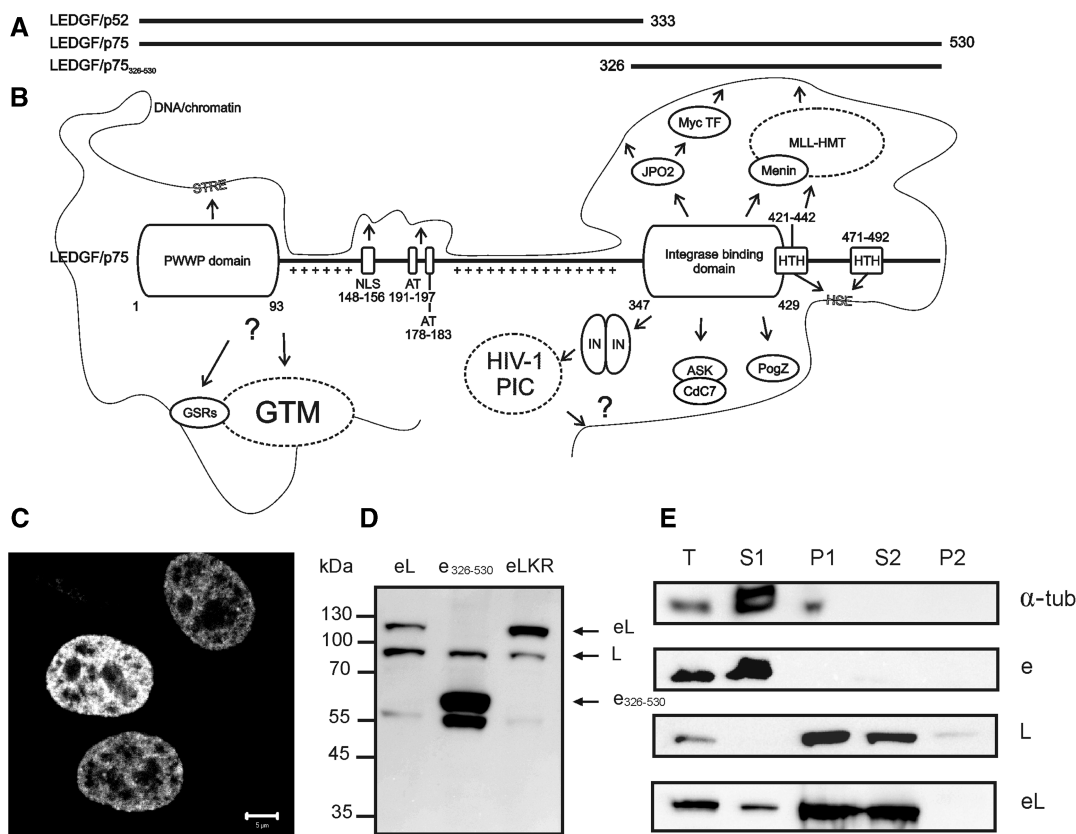 A
LEDGF/p52 333
LEDGF/p75 530
LEDGF/p75326-530 326
B
DNA/chromatin
Myc TF
MLL-HMT
JPO2
Menin
STRE
421-442
471-492
LEDGF/p75
PWWP domain
Integrase binding
domain
HTH
HTH
+ + + + + +
+ + + + + + + + + + + + + +
NLS
148-156
AT
191-197
AT
178-183
1
93
347
429
HSE
?
IN
IN
HIV-1
PIC
ASK
CdC7
PogZ
GSRs
GTM
?
C
5 µm
D
kDa eL e326-530 eLKR
130
100
70
55
45
35
eL
L
e326-530
E
T S1 P1 S2 P2
α-tub
e
L
eL